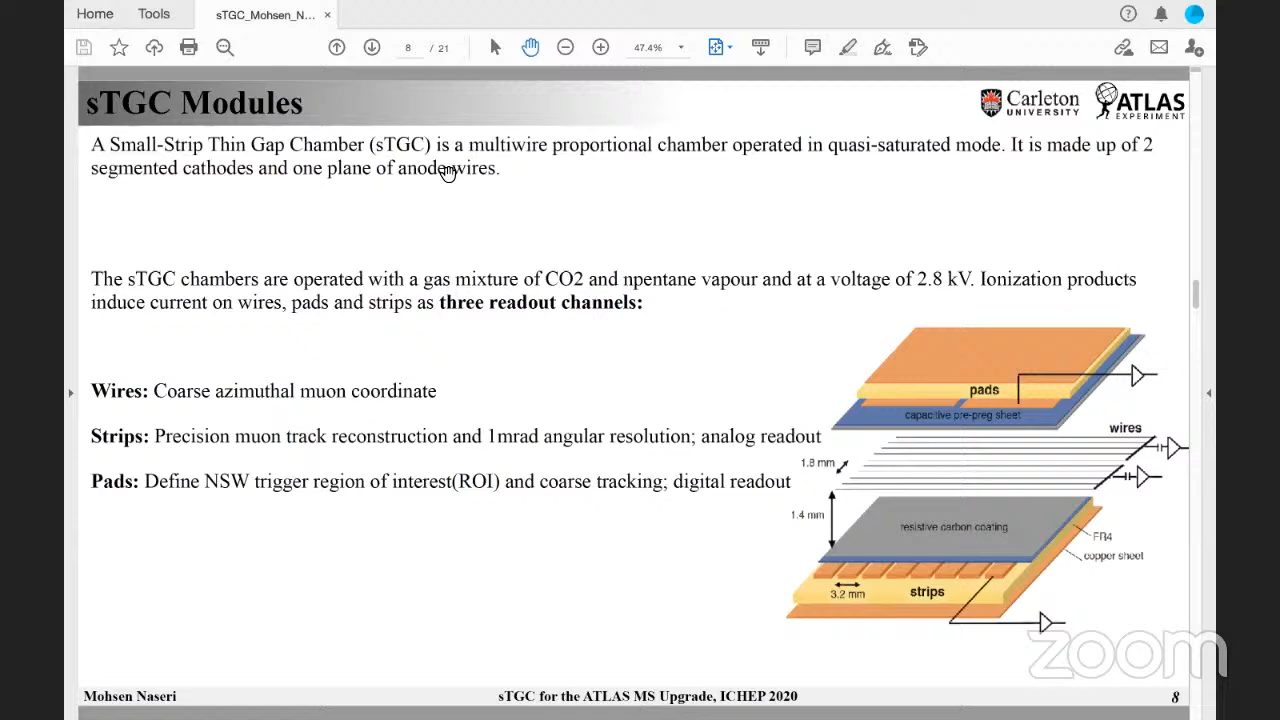 Home Tools sTGC_Mohsen_N... ×
8 / 21 47.4%
sTGC Modules
Carleton
UNIVERSITY
ATLAS
EXPERIMENT
A Small-Strip Thin Gap Chamber (sTGC) is a multiwire proportional chamber operated in quasi-saturated mode. It is made up of 2
segmented cathodes and one plane of anode wires.
The sTGC chambers are operated with a gas mixture of CO2 and npentane vapour and at a voltage of 2.8 kV. Ionization products
induce current on wires, pads and strips as three readout channels:
Wires: Coarse azimuthal muon coordinate
Strips: Precision muon track reconstruction and 1mrad angular resolution; analog readout
Pads: Define NSW trigger region of interest(ROI) and coarse tracking; digital readout
pads
capacitive pre-preg sheet
wires
1.8 mm
1.4 mm
resistive carbon coating
FR4
copper sheet
3.2 mm
strips
zoom
Mohsen Naseri sTGC for the ATLAS MS Upgrade, ICHEP 2020 8